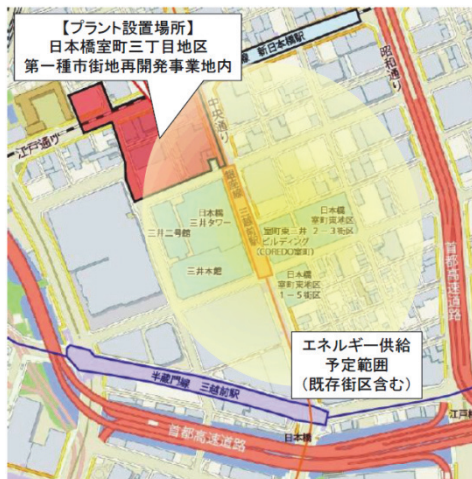 【プラント設置場所】
日本橋室町三丁目地区
第一種市街地再開発事業地内
新日本橋駅
昭和通り
中央通り
江戸通り
日本橋
三井タワー
三井二号館
三井本館
日本橋
室町東地区
2-3街区
室町東三井
ビルディング
(COREDO室町)
日本橋
室町東地区
1-5街区
首都高速道路
エネルギー供給
予定範囲
(既存街区含む)
半蔵門線 三越前駅
首都高速道路
日本橋